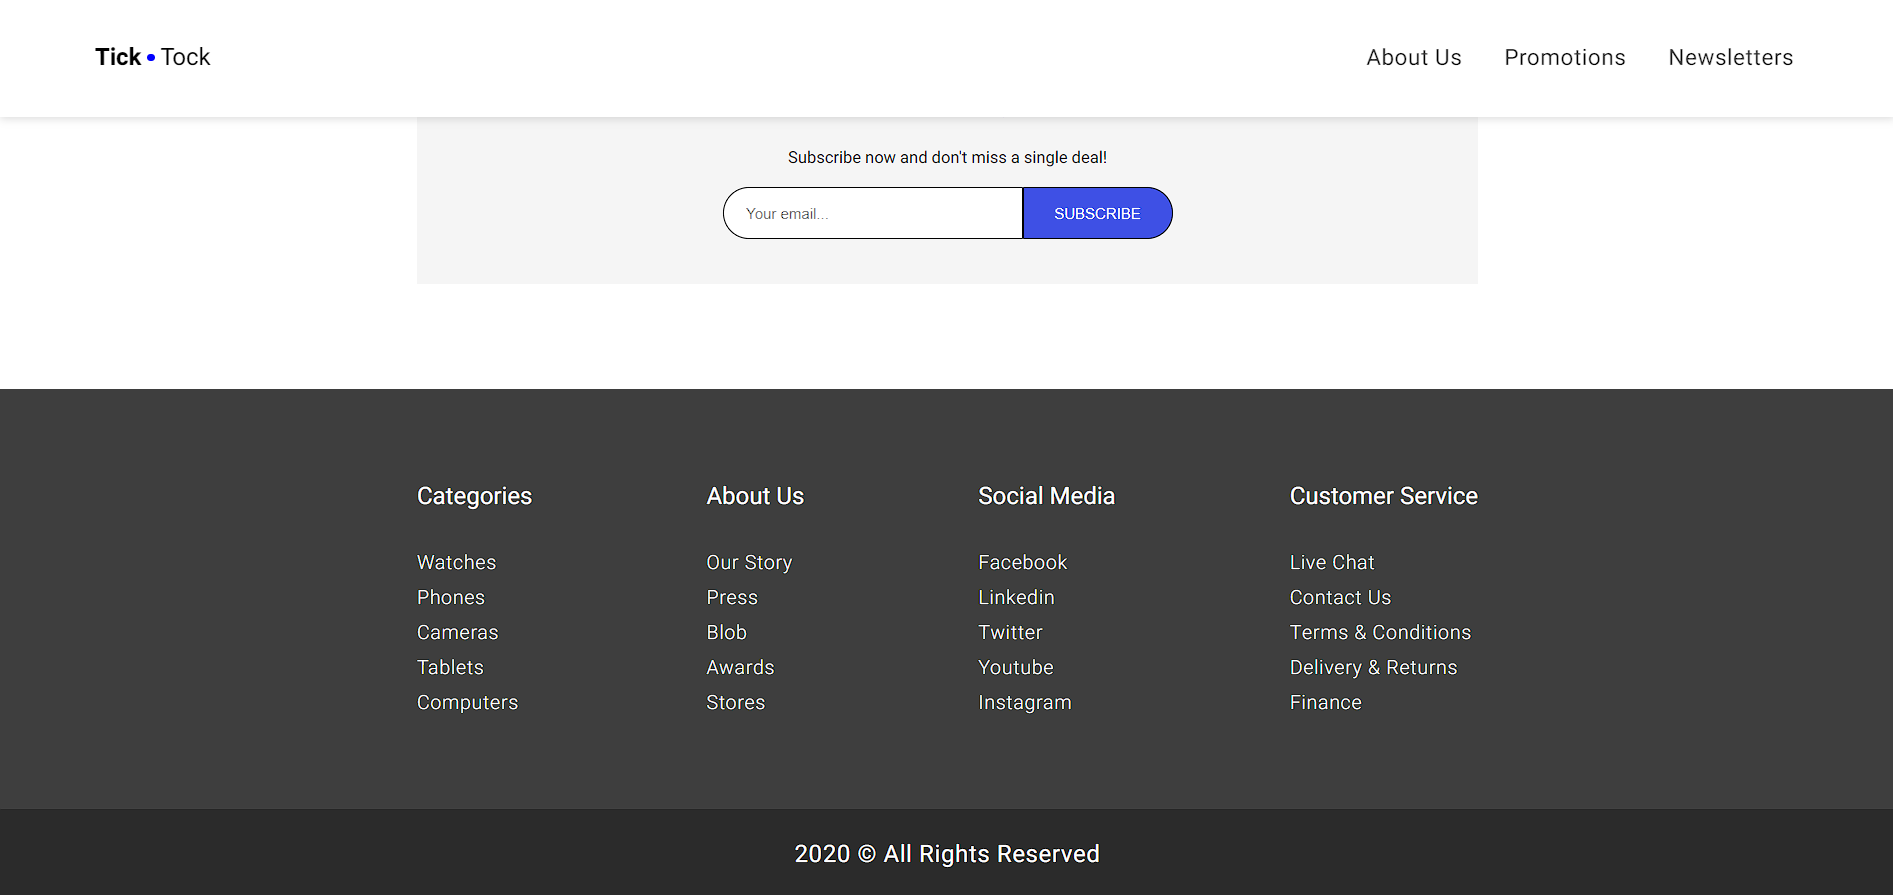 Tick • Tock
About Us Promotions Newsletters
Subscribe now and don't miss a single deal!
Your email...
SUBSCRIBE
Categories
Watches
Phones
Cameras
Tablets
Computers
About Us
Our Story
Press
Blob
Awards
Stores
Social Media
Facebook
Linkedin
Twitter
Youtube
Instagram
Customer Service
Live Chat
Contact Us
Terms & Conditions
Delivery & Returns
Finance
2020 © All Rights Reserved